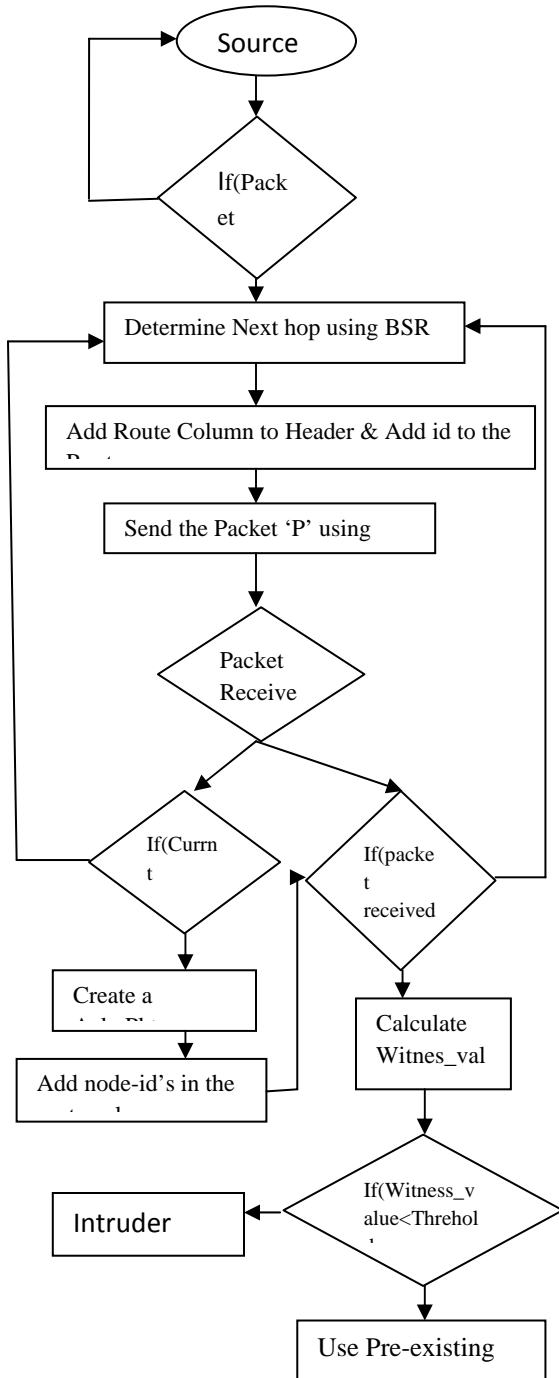 Source
If(Pack
et
Determine Next hop using BSR
Add Route Column to Header & Add id to the
Send the Packet ‘P’ using
Packet
Receive
If(Currn
t
If(packe
t
received
Create a
Calculate
Witnes_val
Add node-id’s in the
If(Witness_v
alue<Threhol
Intruder
Use Pre-existing